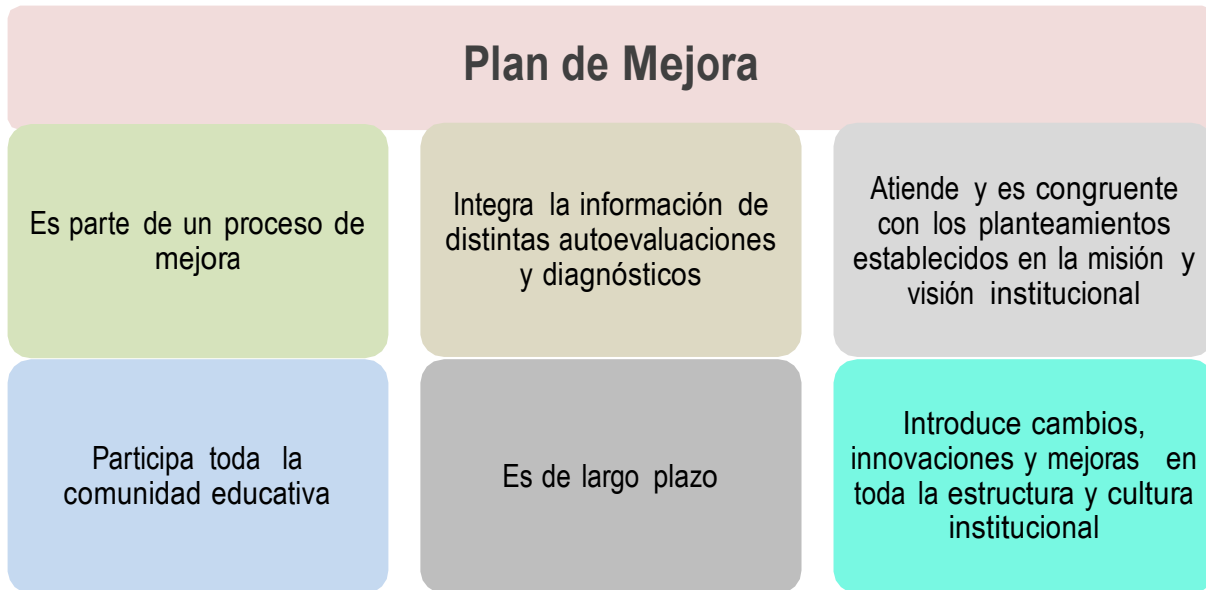 Plan de Mejora
Es parte de un proceso de
mejora
Integra la información de
distintas autoevaluaciones
y diagnósticos
Atiende y es congruente
con los planteamientos
establecidos en la misión y
visión institucional
Participa toda la
comunidad educativa
Es de largo plazo
Introduce cambios,
innovaciones y mejoras en
toda la estructura y cultura
institucional